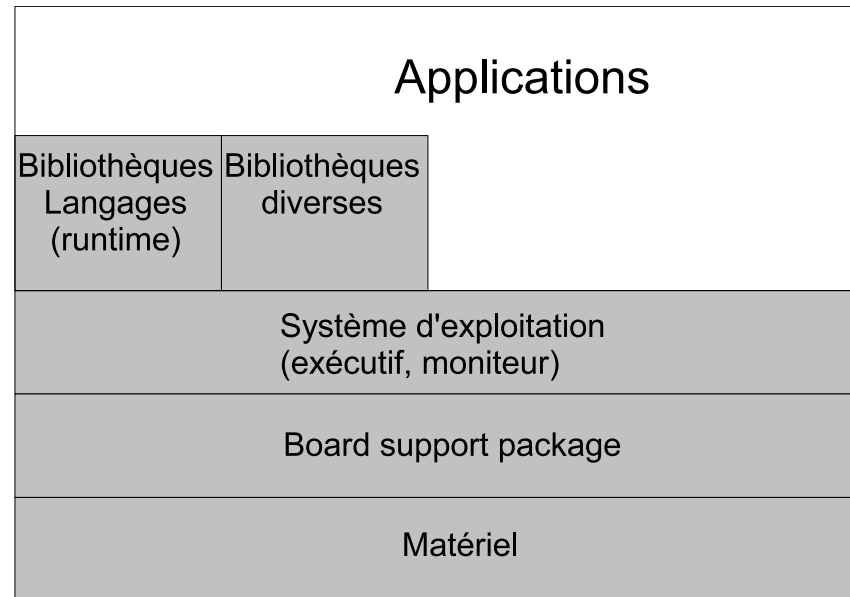 Applications
Bibliothèques
Langages
(runtime)
Bibliothèques
diverses
Système d'exploitation
(exécutif, moniteur)
Board support package
Matériel